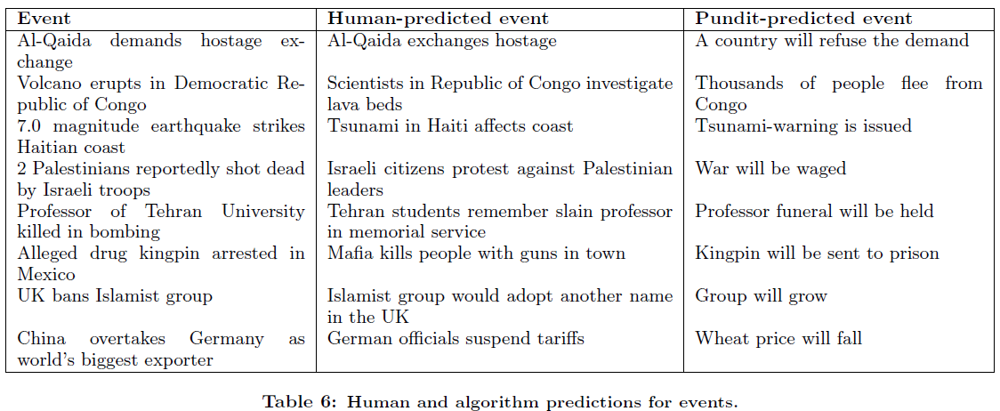 Event Human-predicted event Pundit-predicted event
Al-Qaida demands hostage ex- Al-Qaida exchanges hostage A country will refuse the demand
change
Volcano erupts in Democratic Re- Scientists in Republic of Congo investigate Thousands of people flee from
public of Congo lava beds Congo
7.0 magnitude earthquake strikes Tsunami in Haiti affects coast Tsunami-warning is issued
Haitian coast
2 Palestinians reportedly shot dead Israeli citizens protest against Palestinian War will be waged
by Israeli troops leaders
Professor of Tehran University Tehran students remember slain professor Professor funeral will be held
killed in bombing in memorial service
Alleged drug kingpin arrested in Mafia kills people with guns in town Kingpin will be sent to prison
Mexico
UK bans Islamist group Islamist group would adopt another name Group will grow
in the UK
China overtakes Germany as German officials suspend tariffs Wheat price will fall
world's biggest exporter
Table 6: Human and algorithm predictions for events.